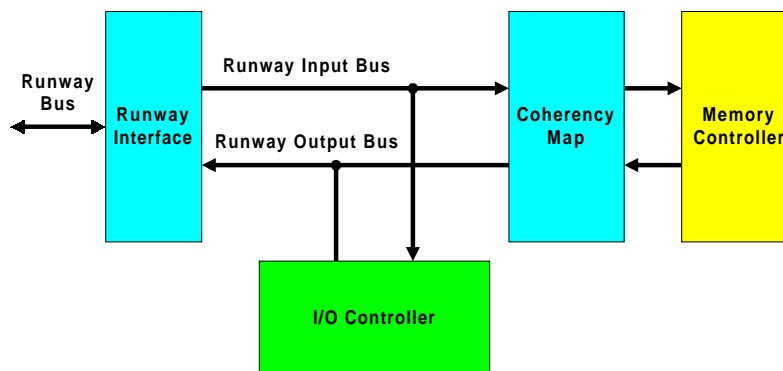 Runway
Bus
Runway
Interface
Runway Input Bus
Runway Output Bus
Coherency
Map
Memory
Controller
I/O Controller